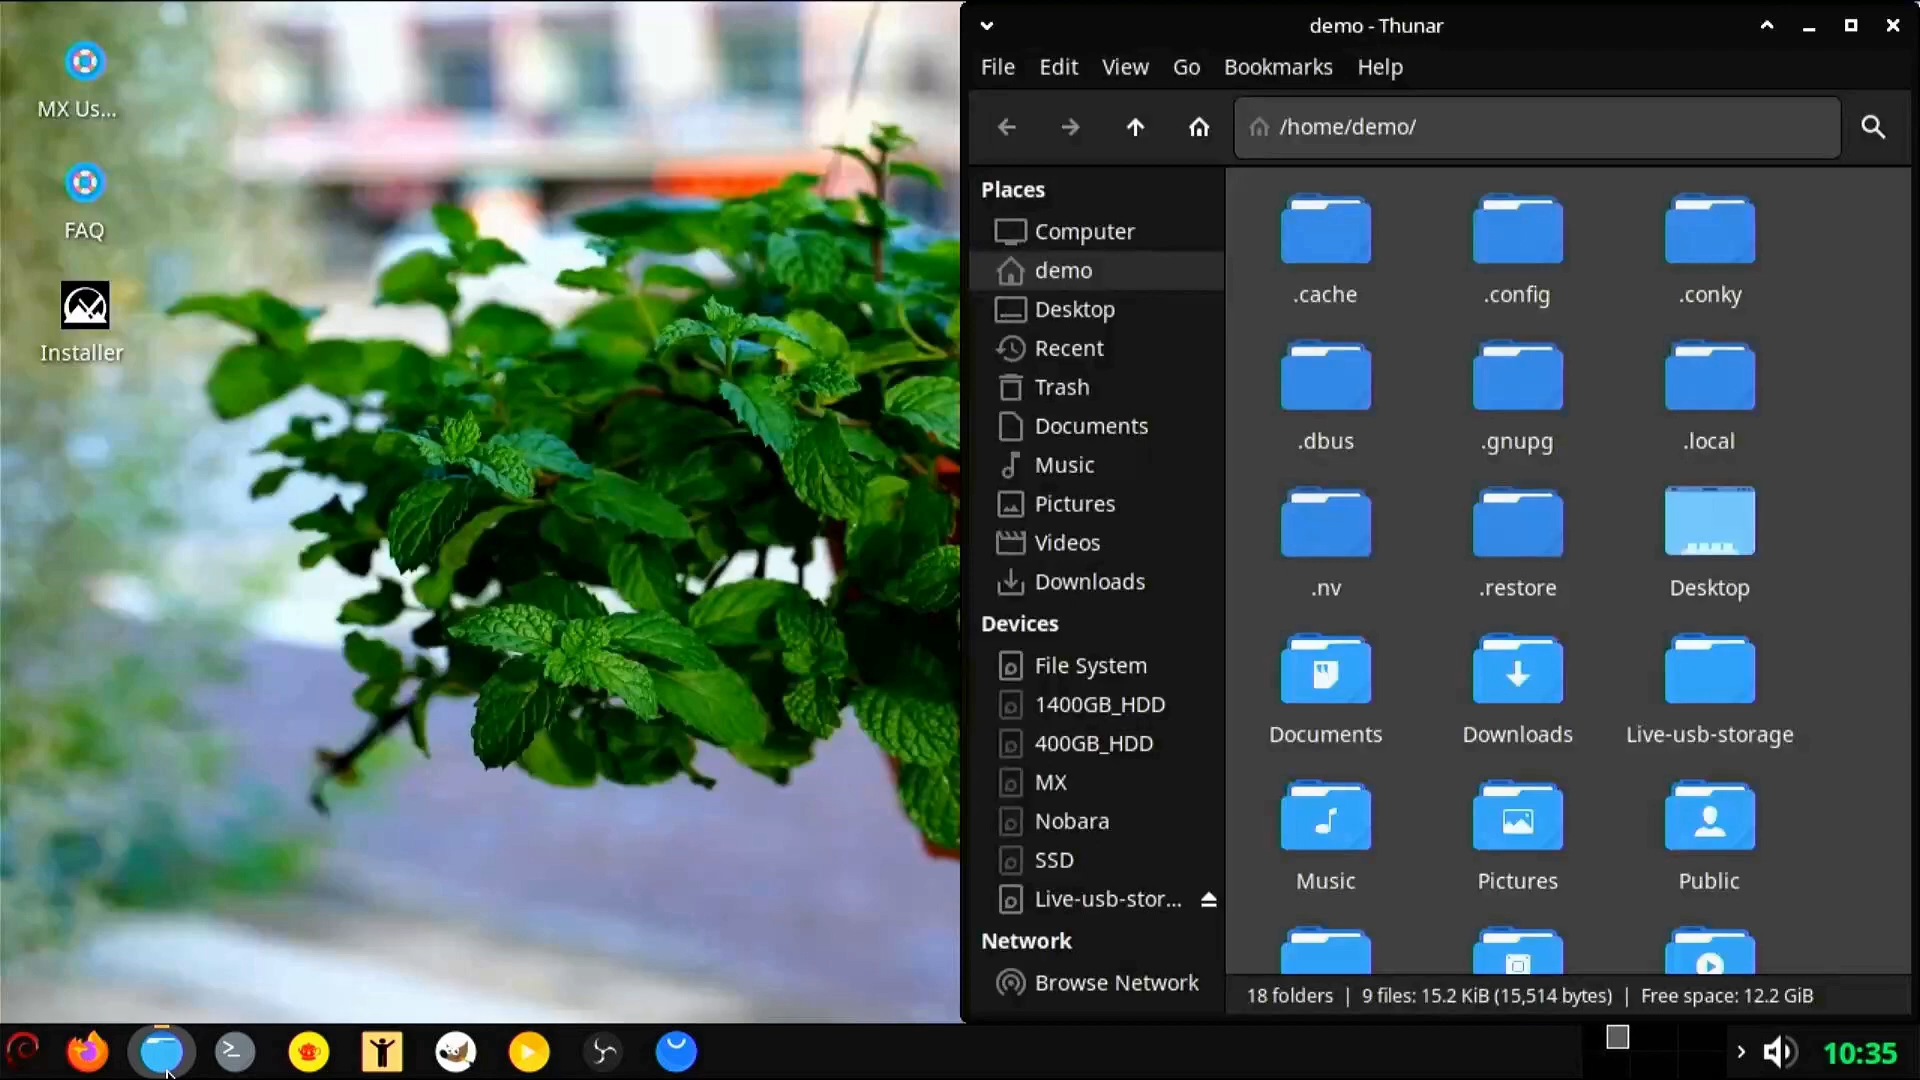 MX Us...
FAQ
Installer
demo - Thunar
File Edit View Go Bookmarks Help
/home/demo/
Places
Computer
demo
Desktop
Recent
Trash
Documents
Music
Pictures
Videos
Downloads
Devices
File System
1400GB_HDD
400GB_HDD
MX
Nobara
SSD
Live-usb-stor...
Network
Browse Network
.cache .config .conky
.dbus .gnupg .local
.nv .restore Desktop
Documents Downloads Live-usb-storage
Music Pictures Public
18 folders | 9 files: 15.2 KiB (15,514 bytes) | Free space: 12.2 GiB
10:35